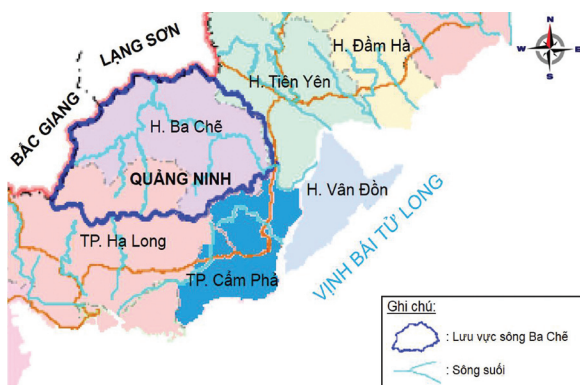 LẠNG SƠN
H. Đầm Hà
N
W E
S
H. Tiên Yên
BẮC GIANG
H. Ba Chẽ
QUẢNG NINH
H. Vân Đồn
TP. Hạ Long
VỊNH BÁI TỬ LONG
TP. Cẩm Phả
Ghi chú:
: Lưu vực sông Ba Chẽ
: Sông suối